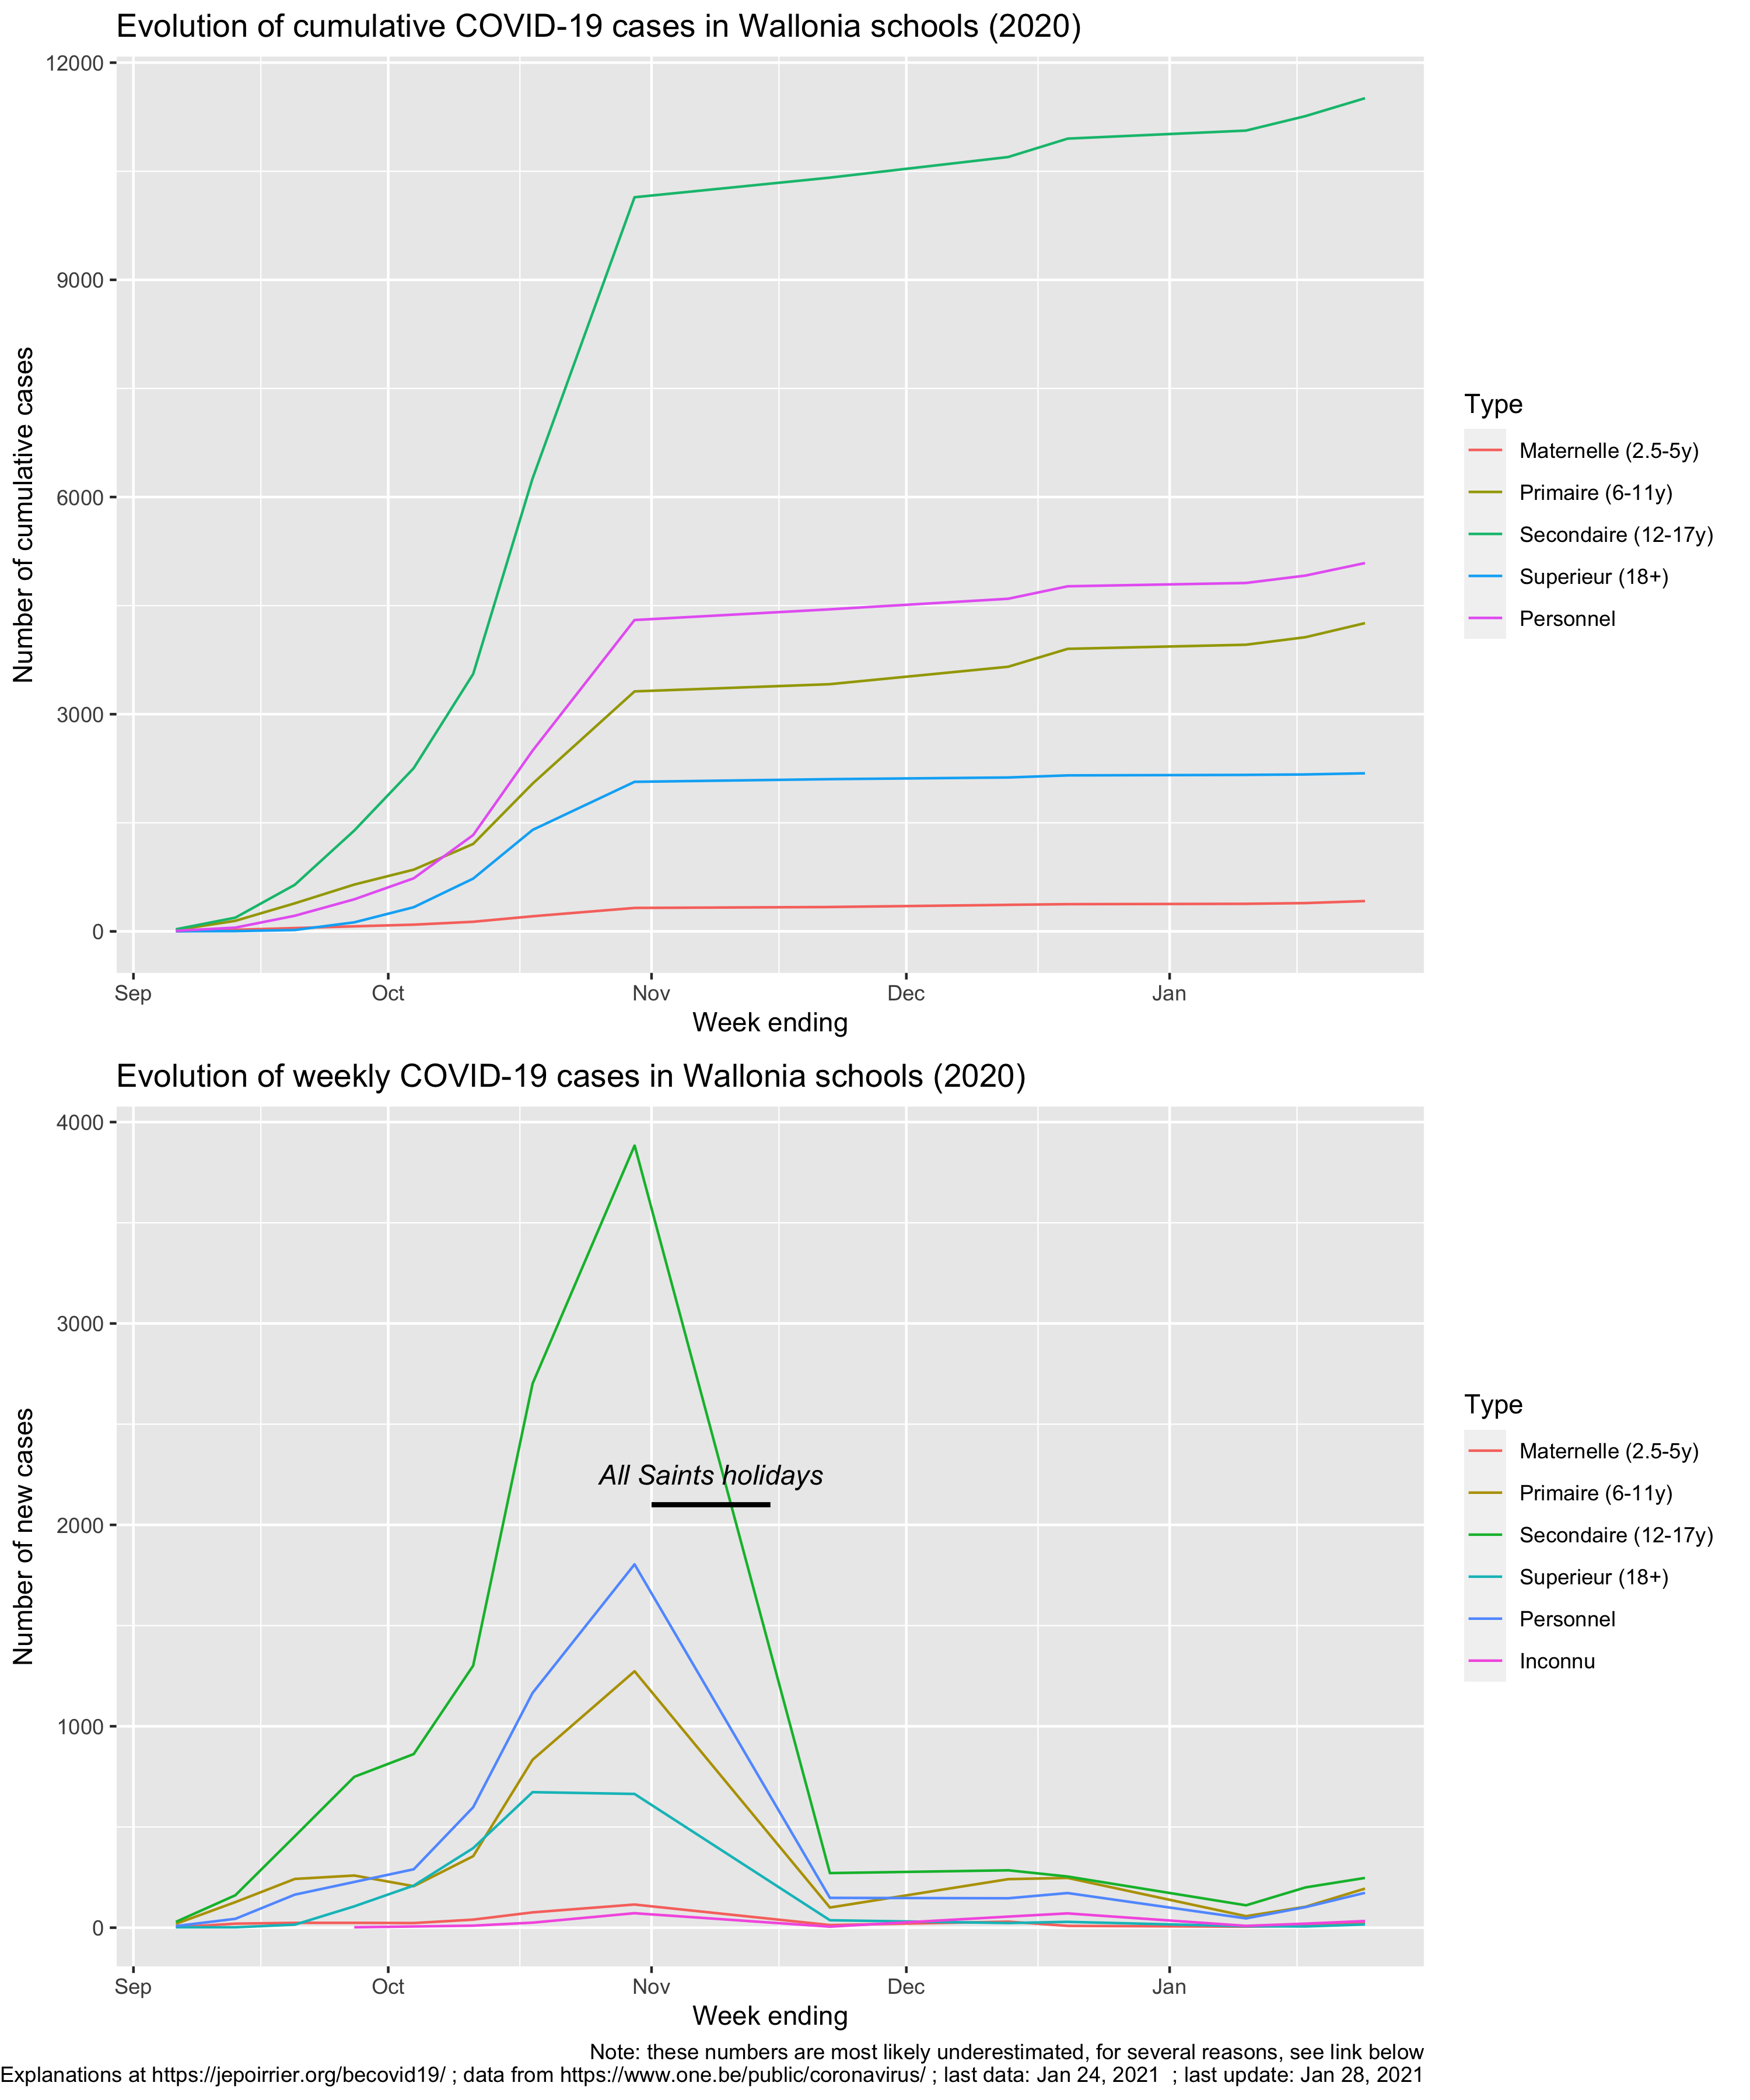 Evolution of cumulative COVID-19 cases in Wallonia schools (2020)
12000
9000
6000
3000
0
Number of cumulative cases
Sep Oct Nov Dec Jan
Week ending
Type
Maternelle (2.5-5y)
Primaire (6-11y)
Secondaire (12-17y)
Superieur (18+)
Personnel
Evolution of weekly COVID-19 cases in Wallonia schools (2020)
4000
3000
2000
1000
0
Number of new cases
All Saints holidays
Sep Oct Nov Dec Jan
Week ending
Type
Maternelle (2.5-5y)
Primaire (6-11y)
Secondaire (12-17y)
Superieur (18+)
Personnel
Inconnu
Note: these numbers are most likely underestimated, for several reasons, see link below
Explanations at https://jepoirrier.org/becovid19/ ; data from https://www.one.be/public/coronavirus/ ; last data: Jan 24, 2021  ; last update: Jan 28, 2021